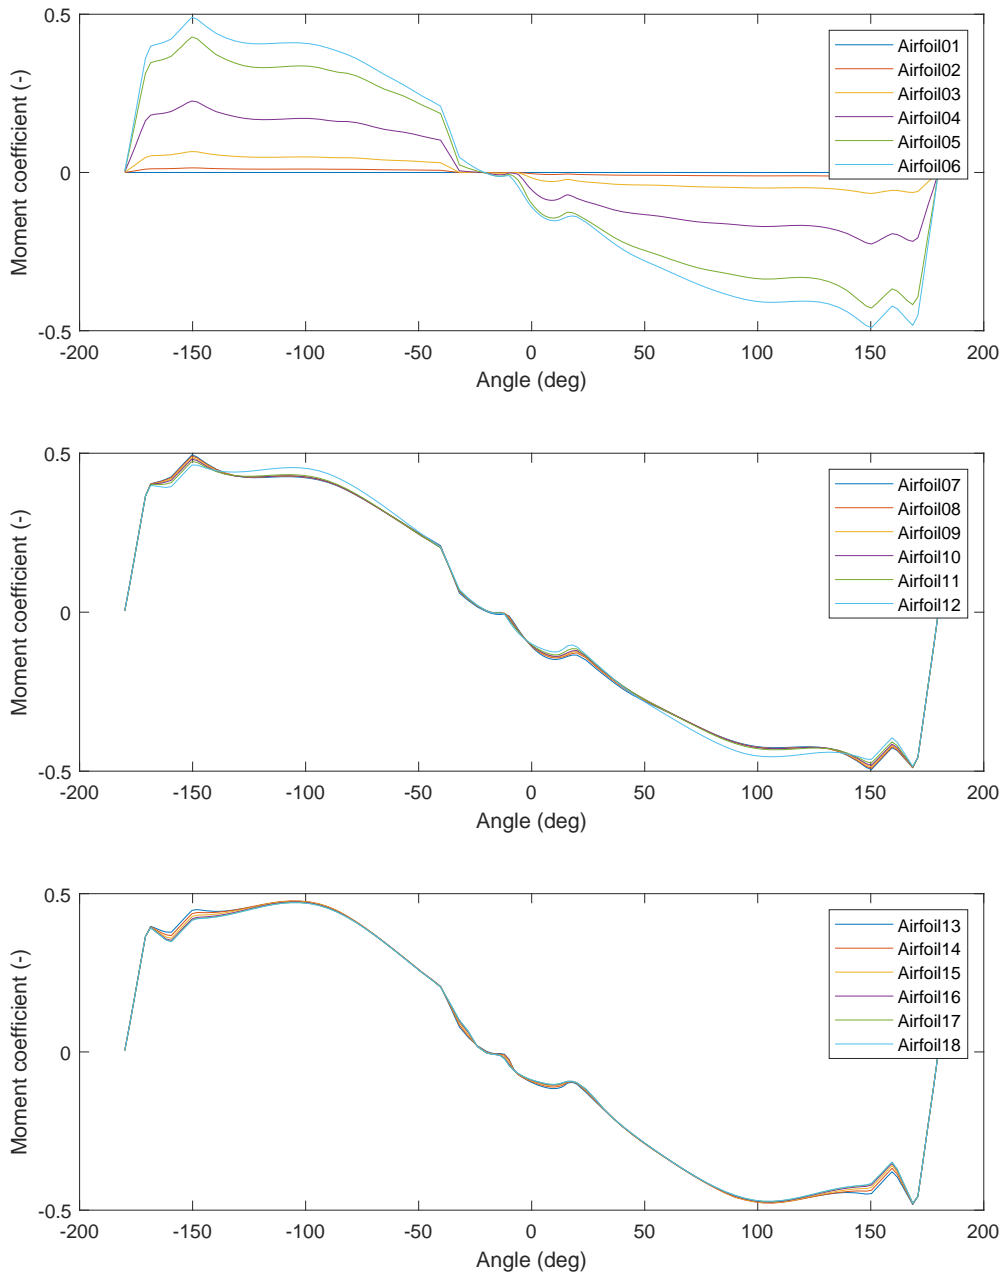 0.5
0
-0.5
Moment coefficient (-)
-200
-150
-100
-50
0
50
100
150
200
Angle (deg)
Airfoil01
Airfoil02
Airfoil03
Airfoil04
Airfoil05
Airfoil06
0.5
0
-0.5
Moment coefficient (-)
-200
-150
-100
-50
0
50
100
150
200
Angle (deg)
Airfoil07
Airfoil08
Airfoil09
Airfoil10
Airfoil11
Airfoil12
0.5
0
-0.5
Moment coefficient (-)
-200
-150
-100
-50
0
50
100
150
200
Angle (deg)
Airfoil13
Airfoil14
Airfoil15
Airfoil16
Airfoil17
Airfoil18